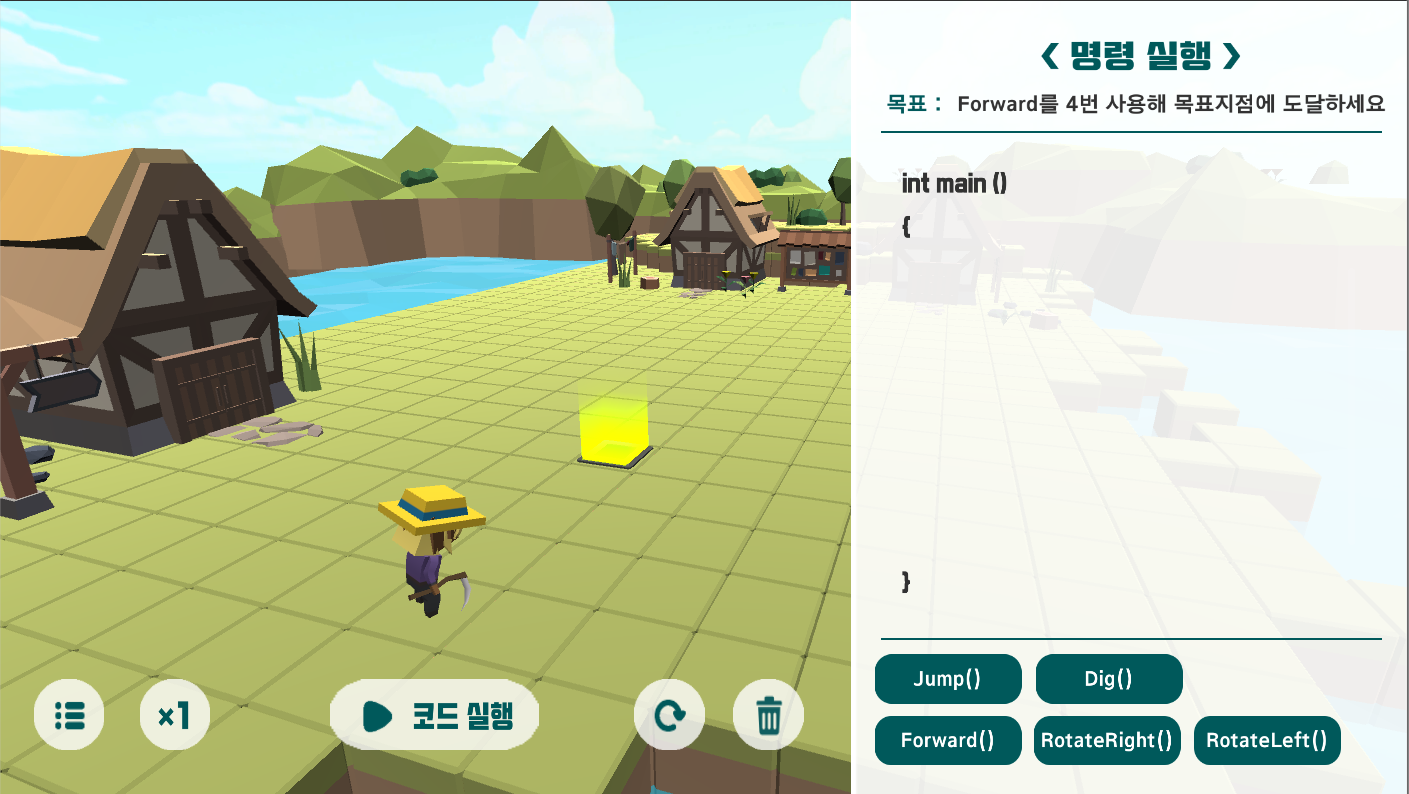 < 명령 실행 >
목표 : Forward를 4번 사용해 목표지점에 도달하세요
int main ()
{
}
Jump() Dig()
Forward() RotateRight() RotateLeft()
×1 코드 실행